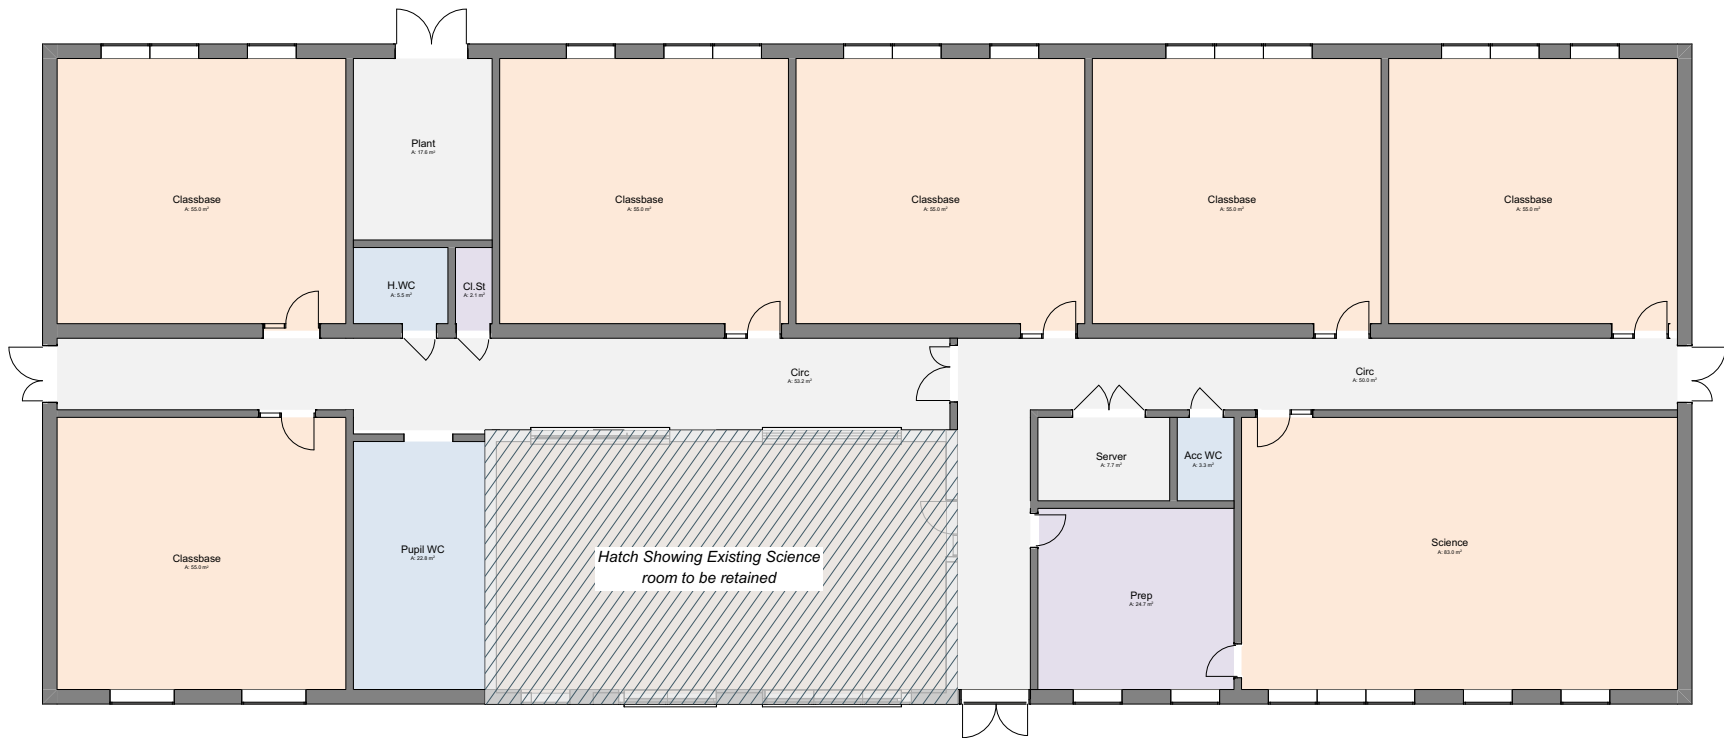 Plant
A: 17.6 m²
Classbase
A: 55.0 m²
Classbase
A: 55.0 m²
Classbase
A: 55.0 m²
Classbase
A: 55.0 m²
Classbase
A: 55.0 m²
H.WC
A: 5.5 m²
Cl.St
A: 2.1 m²
Circ
A: 53.2 m²
Circ
A: 50.0 m²
Server
A: 7.7 m²
Acc WC
A: 3.3 m²
Classbase
A: 55.0 m²
Pupil WC
A: 22.8 m²
Hatch Showing Existing Science
room to be retained
Prep
A: 24.7 m²
Science
A: 83.0 m²